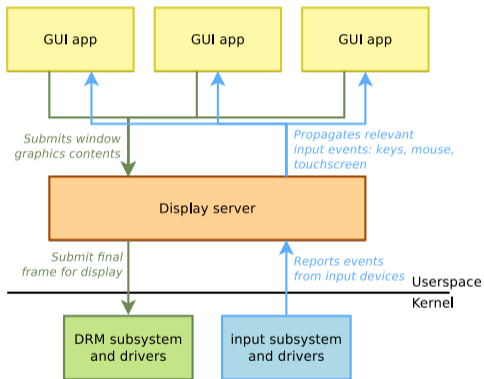 GUI app
GUI app
GUI app
Submits window
graphics contents
Propagates relevant
input events: keys, mouse,
touchscreen
Display server
Submit final
frame for display
Reports events
from input devices
Userspace
Kernel
DRM subsystem
and drivers
input subsystem
and drivers